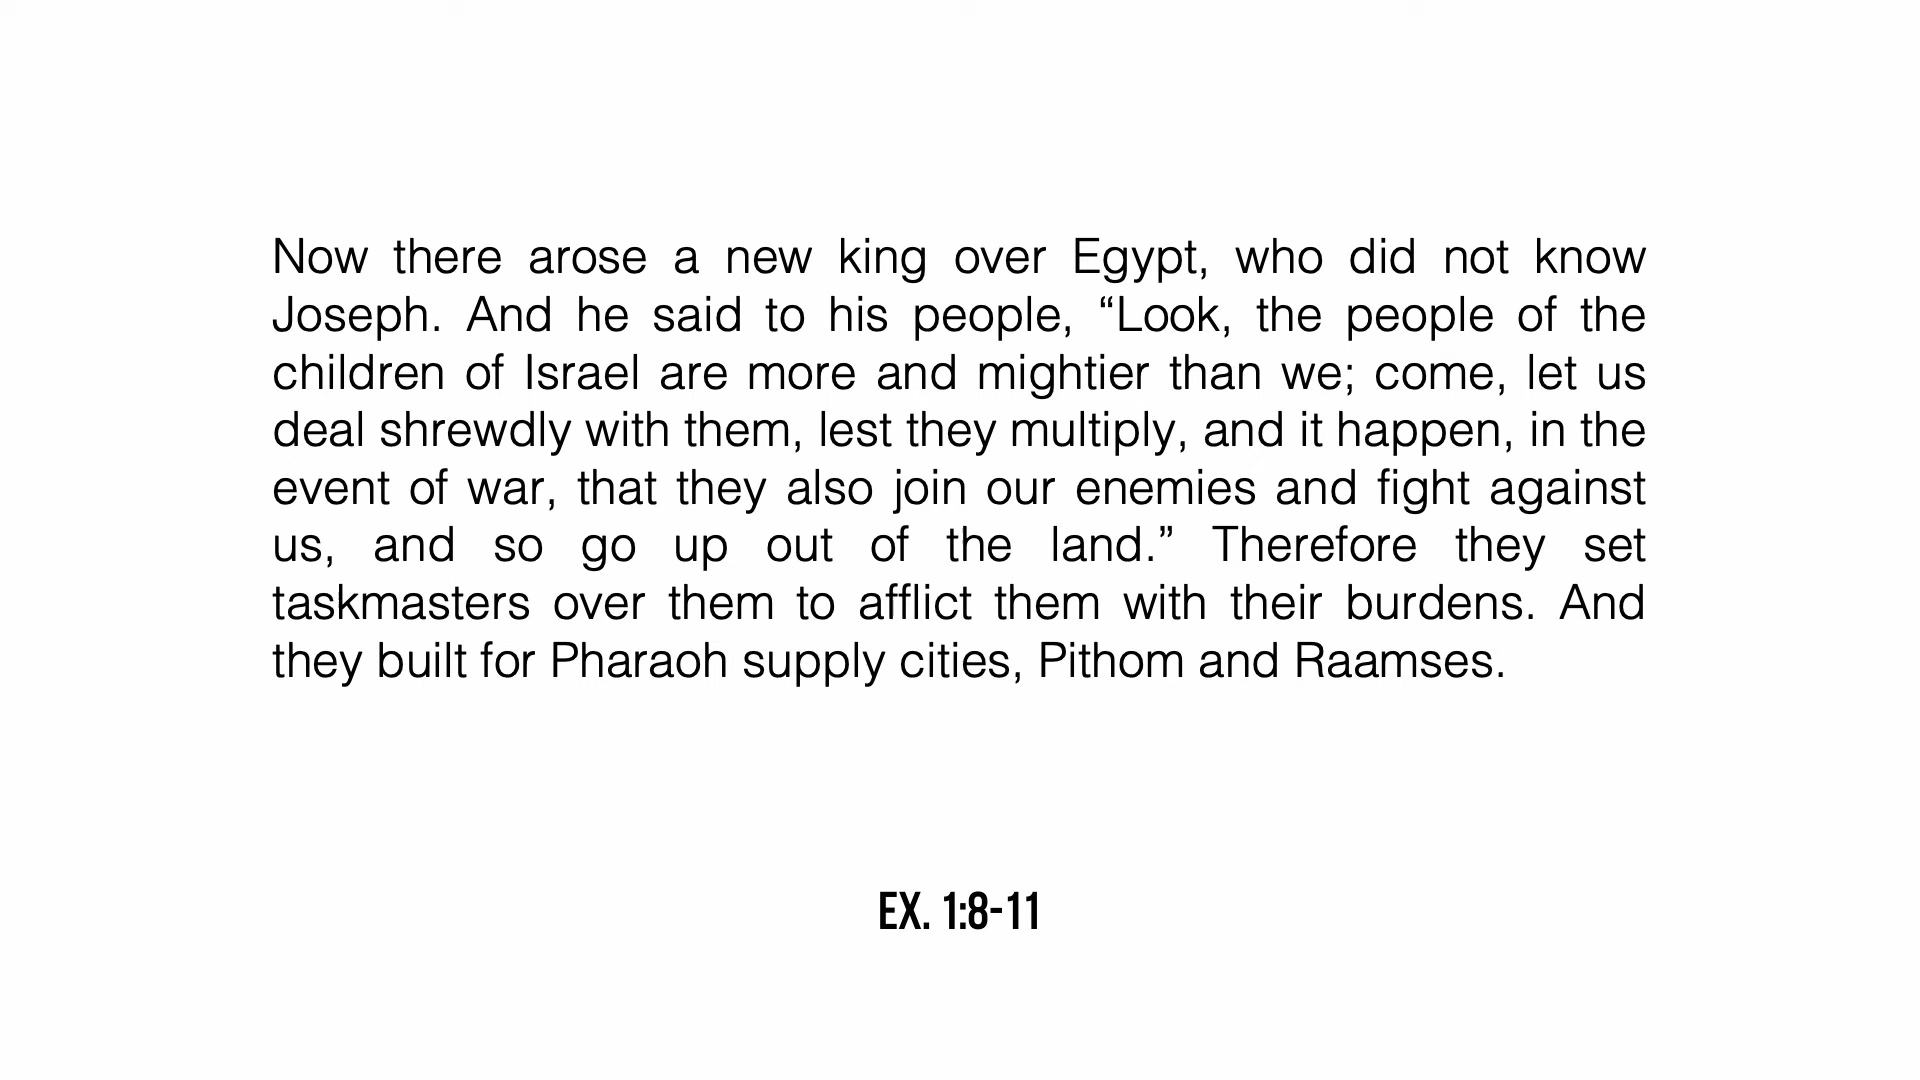 Now there arose a new king over Egypt, who did not know
Joseph. And he said to his people, “Look, the people of the
children of Israel are more and mightier than we; come, let us
deal shrewdly with them, lest they multiply, and it happen, in the
event of war, that they also join our enemies and fight against
us, and so go up out of the land.” Therefore they set
taskmasters over them to afflict them with their burdens. And
they built for Pharaoh supply cities, Pithom and Raamses.
EX. 1:8-11